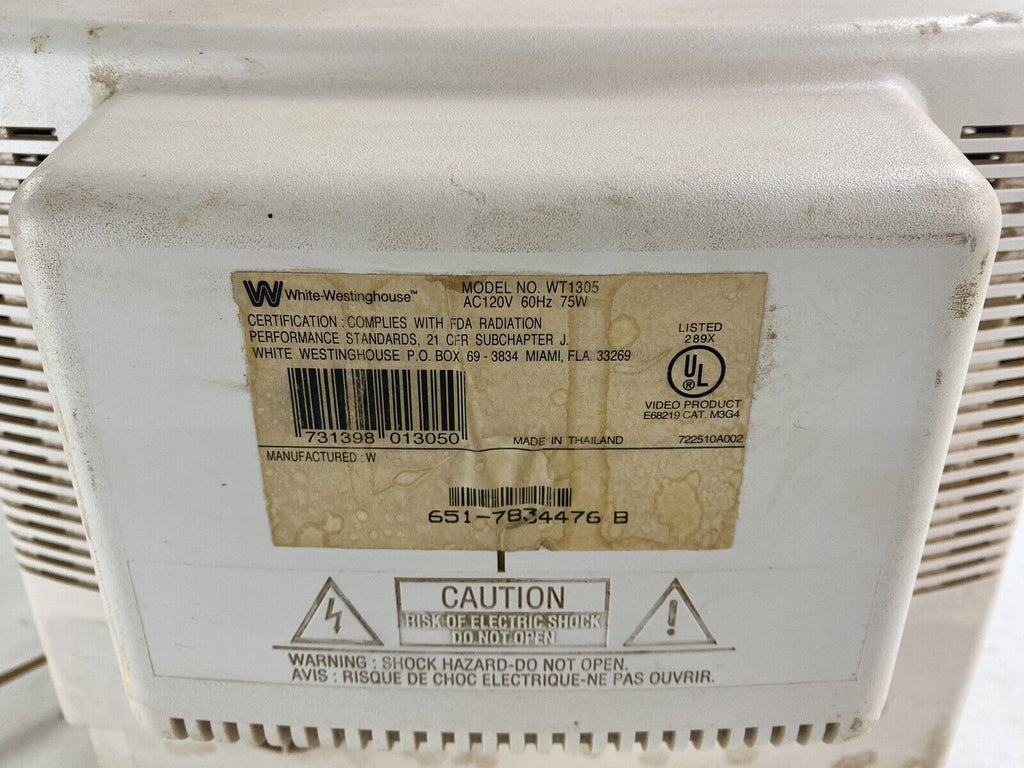 W White-Westinghouse™
MODEL NO. WT1305
AC120V 60Hz 75W
CERTIFICATION : COMPLIES WITH FDA RADIATION
PERFORMANCE STANDARDS, 21 CFR SUBCHAPTER J.
WHITE WESTINGHOUSE P.O. BOX 69 - 3834 MIAMI, FLA. 33269
LISTED
289X
UL ®
VIDEO PRODUCT
E68219 CAT. M3G4
731398 013050
MADE IN THAILAND
722510A002
MANUFACTURED : W
651-7834476 B
CAUTION
RISK OF ELECTRIC SHOCK
DO NOT OPEN
WARNING : SHOCK HAZARD-DO NOT OPEN.
AVIS : RISQUE DE CHOC ELECTRIQUE-NE PAS OUVRIR.